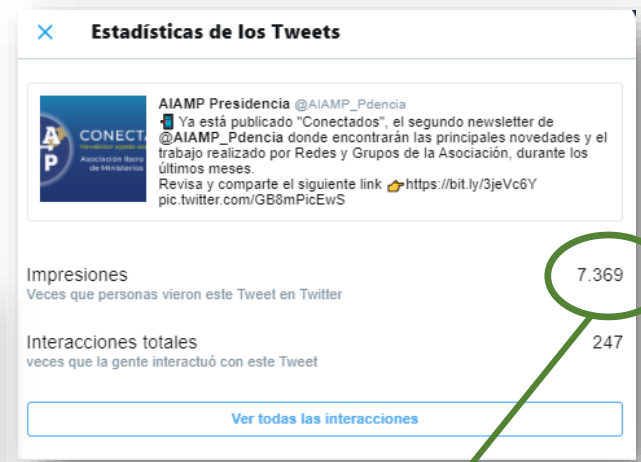 × Estadísticas de los Tweets
AIAMP Presidencia @AIAMP_Pdencia
📲 Ya está publicado "Conectados", el segundo newsletter de
@AIAMP_Pdencia donde encontrarán las principales novedades y el
trabajo realizado por Redes y Grupos de la Asociación, durante los
últimos meses.
Revisa y comparte el siguiente link 👉https://bit.ly/3jeVc6Y
pic.twitter.com/GB8mPicEwS
CONECTA
Asociación Ibero
de Ministerios
Impresiones 7.369
Veces que personas vieron este Tweet en Twitter
Interacciones totales 247
veces que la gente interactuó con este Tweet
Ver todas las interacciones